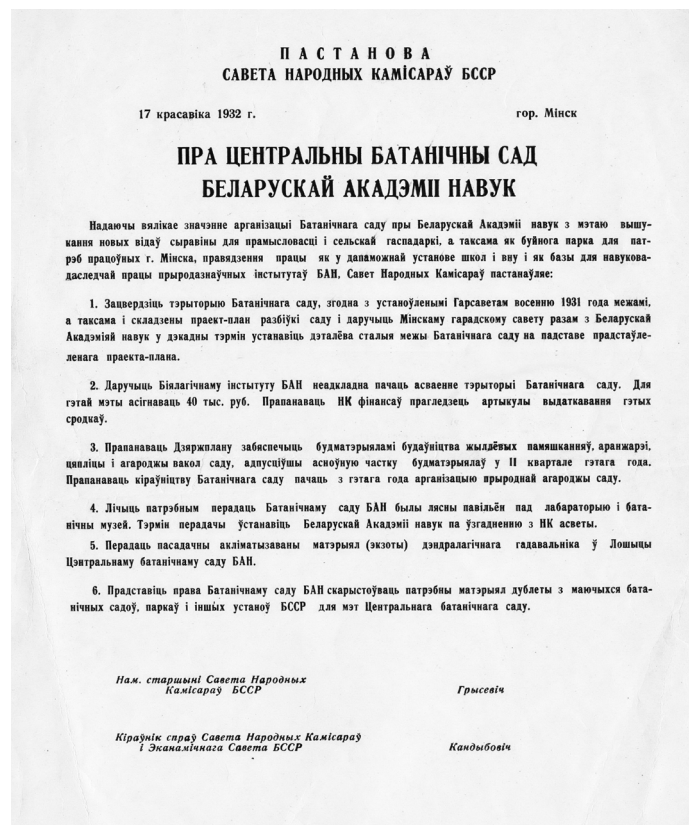 ПАСТАНОВА
САВЕТА НАРОДНЫХ КАМІСАРАЎ БССР
17 красавіка 1932 г. гор. Мінск
ПРА ЦЕНТРАЛЬНЫ БАТАНІЧНЫ САД
БЕЛАРУСКАЙ АКАДЭМІІ НАВУК
Надаючы вялікае значэнне арганізацыі Батанічнага саду пры Беларускай Акадэміі навук з мэтаю вышу-
кання новых відаў сыравіны для прамысловасці і сельскай гаспадаркі, а таксама як буйнога парка для пат-
рэб працоўных г. Мінска, правядзення працы як у дапаможнай установе школ і вну і як базы для навукова-
даследчай працы прыродазнаўчых інстытутаў БАН, Савет Народных Камісараў пастанаўляе:
1. Зацвердзіць тэрыторыю Батанічнага саду, згодна з устаноўленымі Гарсаветам восенню 1931 года межамі,
а таксама і складзены праект-план разбіўкі саду і даручыць Мінскаму гарадскому савету разам з Беларускай
Акадэміяй навук у дэкадны тэрмін устанавіць дэталёва сталыя межы Батанічнага саду на падставе прадстаўле-
ленага праекта-плана.
2. Даручыць Біялагічнаму інстытуту БАН неадкладна пачаць асваенне тэрыторыі Батанічнага саду. Для
гэтай мэты асігнаваць 40 тыс. руб. Прапанаваць НК фінансаў прагледзець артыкулы выдаткавання гэтых
сродкаў.
3. Прапанаваць Дзяржплану забяспечыць будматэрыяламі будаўніцтва жыллёвых памяшканняў, аранжарэі,
цяпліцы і агароджы вакол саду, адпусціўшы асноўную частку будматэрыялаў у II квартале гэтага года.
Прапанаваць кіраўніцтву Батанічнага саду пачаць з гэтага года арганізацыю прыроднай агароджы саду.
4. Лічыць патрэбным перадаць Батанічнаму саду БАН былы лясны павільён пад лабараторыю і бата-
нічны музей. Тэрмін перадачы ўстанавіць Беларускай Акадэміі навук па ўзгадненню з НК асветы.
5. Перадаць пасадачны акліматызаваны матэрыял (экзоты) дэндралагічнага гадавальніка ў Лошыцы
Цэнтральнаму батанічнаму саду БАН.
6. Прадставіць права Батанічнаму саду БАН скарыстоўваць патрэбны матэрыял дублеты з маючыхся бата-
нічных садоў, паркаў і іншых устаноў БССР для мэт Центральнага батанічнага саду.
Нам. старшыні Савета Народных
Камісараў БССР Грысевіч
Кіраўнік спраў Савета Народных Камісараў
і Эканамічнага Савета БССР Кандыбовіч